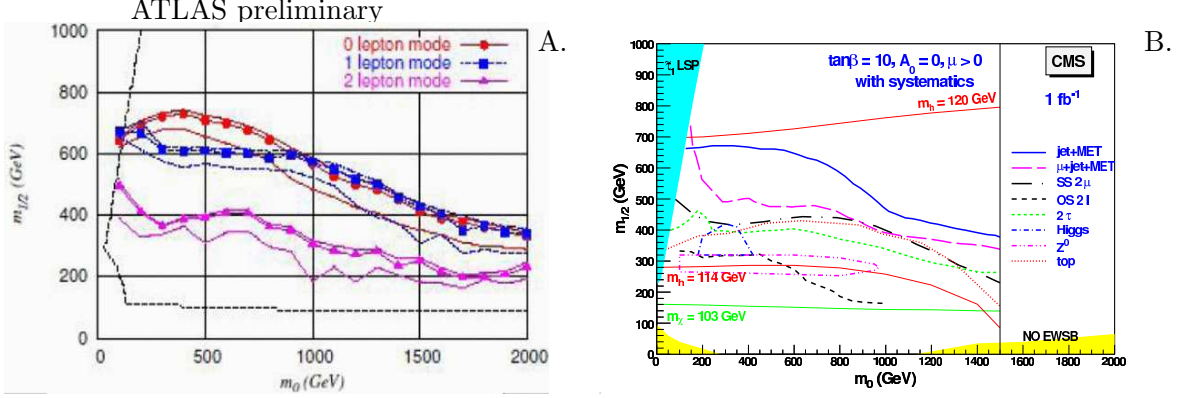 ATLAS preliminary
A.
1000
800
600
400
200
0
m1/2 (GeV)
0 lepton mode
1 lepton mode
2 lepton mode
0 500 1000 1500 2000
m0 (GeV)
B.
1000
900
800
700
600
500
400
300
200
100
0
m1/2 (GeV)
τ̃1 LSP
tanβ = 10, A0 = 0, μ > 0
with systematics
mh = 120 GeV
CMS
1 fb-1
jet+MET
μ+jet+MET
SS 2 μ
OS 2 l
2 τ
Higgs
Z0
top
mh = 114 GeV
mχ = 103 GeV
NO EWSB
0 200 400 600 800 1000 1200 1400 1600 1800 2000
m0 (GeV)